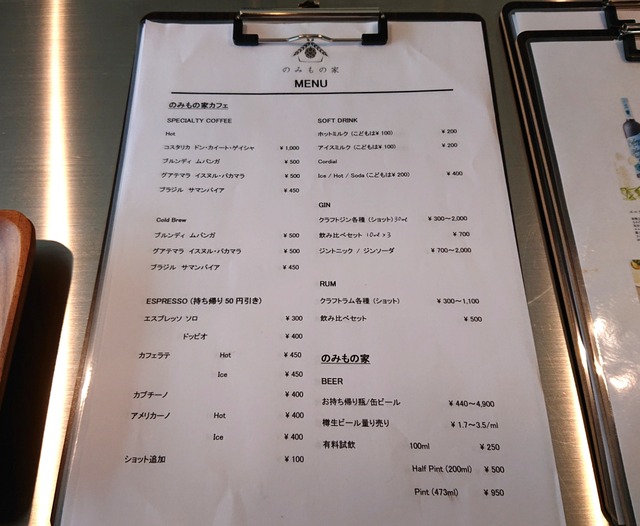 のみもの家
MENU
のみもの家カフェ
SPECIALTY COFFEE
Hot
コスタリカ ドン・カイート・ゲイシャ ¥ 1,000
ブルンディ ムバンガ ¥ 500
グアテマラ イスヌル・パカマラ ¥ 500
ブラジル サマンバイア ¥ 450
Cold Brew
ブルンディ ムバンガ ¥ 500
グアテマラ イスヌル・パカマラ ¥ 500
ブラジル サマンバイア ¥ 450
ESPRESSO (持ち帰り 50 円引き)
エスプレッソ ソロ ¥ 300
ドッピオ ¥ 400
カフェラテ Hot ¥ 450
Ice ¥ 450
カプチーノ ¥ 400
アメリカーノ Hot ¥ 400
Ice ¥ 400
ショット追加 ¥ 100
SOFT DRINK
ホットミルク (こどもは¥ 100) ¥ 200
アイスミルク (こどもは¥ 100) ¥ 200
Cordial
Ice / Hot / Soda (こどもは¥ 200) ¥ 400
GIN
クラフトジン各種 (ショット) 30ml ¥ 300～2,000
飲み比べセット 10ml×3 ¥ 700
ジントニック / ジンソーダ ¥ 700～2,000
RUM
クラフトラム各種 (ショット) ¥ 300～1,100
飲み比べセット ¥ 500
のみもの家
BEER
お持ち帰り瓶/缶ビール ¥ 440～4,900
樽生ビール量り売り ¥ 1.7～3.5/ml
有料試飲 100ml ¥ 250
Half Pint (200ml) ¥ 500
Pint (473ml) ¥ 950